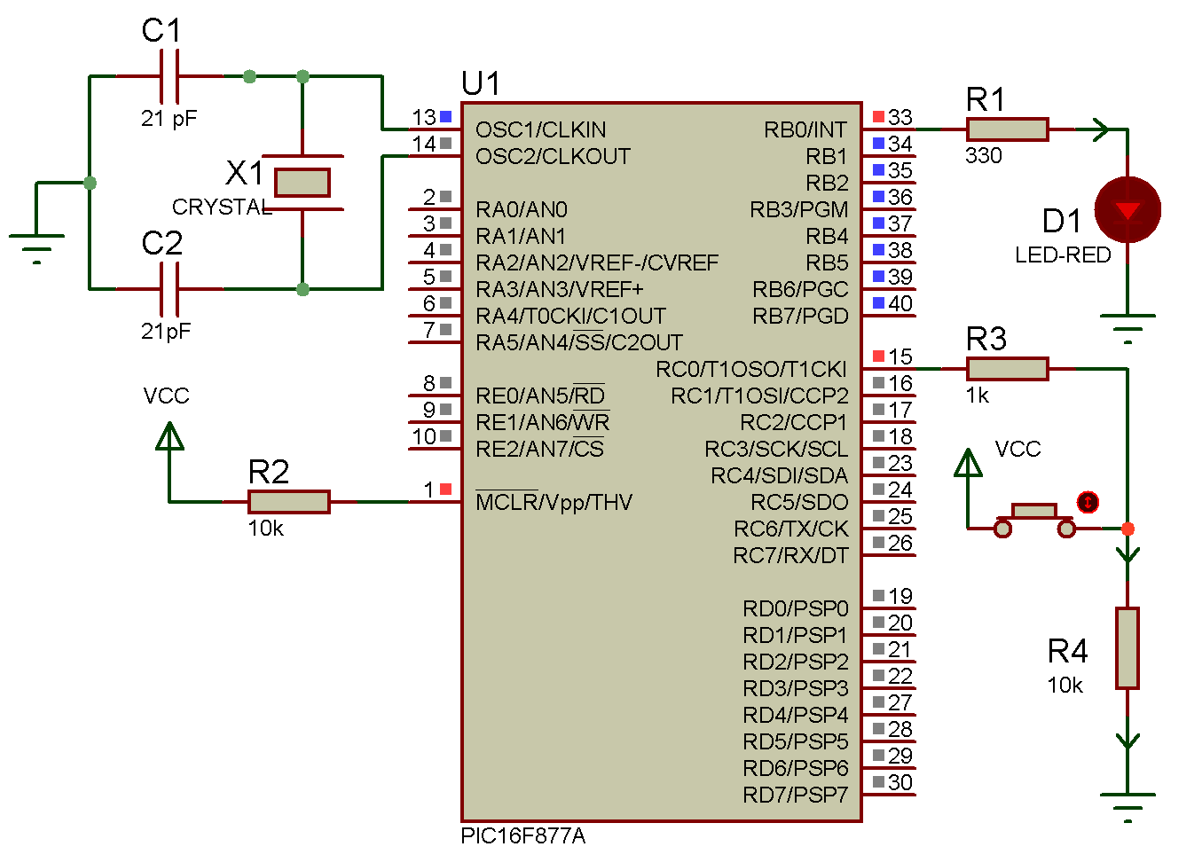 C1
21 pF
X1
CRYSTAL
C2
21pF
VCC
R2
10k
U1
13 OSC1/CLKIN
14 OSC2/CLKOUT
2 RA0/AN0
3 RA1/AN1
4 RA2/AN2/VREF-/CVREF
5 RA3/AN3/VREF+
6 RA4/T0CKI/C1OUT
7 RA5/AN4/SS/C2OUT
8 RE0/AN5/RD
9 RE1/AN6/WR
10 RE2/AN7/CS
1 MCLR/Vpp/THV
RB0/INT 33
RB1 34
RB2 35
RB3/PGM 36
RB4 37
RB5 38
RB6/PGC 39
RB7/PGD 40
RC0/T1OSO/T1CKI 15
RC1/T1OSI/CCP2 16
RC2/CCP1 17
RC3/SCK/SCL 18
RC4/SDI/SDA 23
RC5/SDO 24
RC6/TX/CK 25
RC7/RX/DT 26
RD0/PSP0 19
RD1/PSP1 20
RD2/PSP2 21
RD3/PSP3 22
RD4/PSP4 27
RD5/PSP5 28
RD6/PSP6 29
RD7/PSP7 30
PIC16F877A
R1
330
D1
LED-RED
R3
1k
VCC
R4
10k